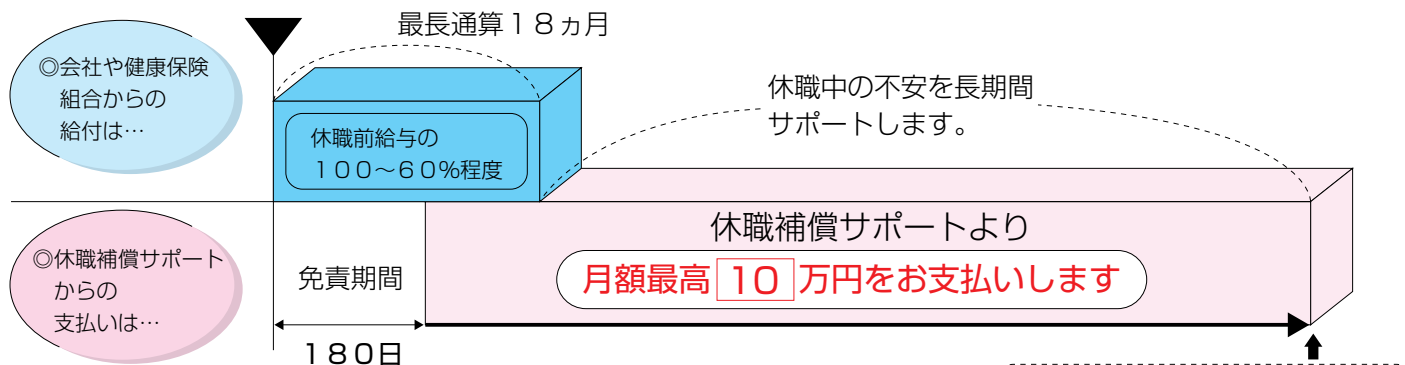 最長通算１８ヵ月
◎会社や健康保険
組合からの
給付は…
休職前給与の
１００～６０％程度
休職中の不安を長期間
サポートします。
◎休職補償サポート
からの
支払いは…
免責期間
１８０日
休職補償サポートより
月額最高１０万円をお支払いします